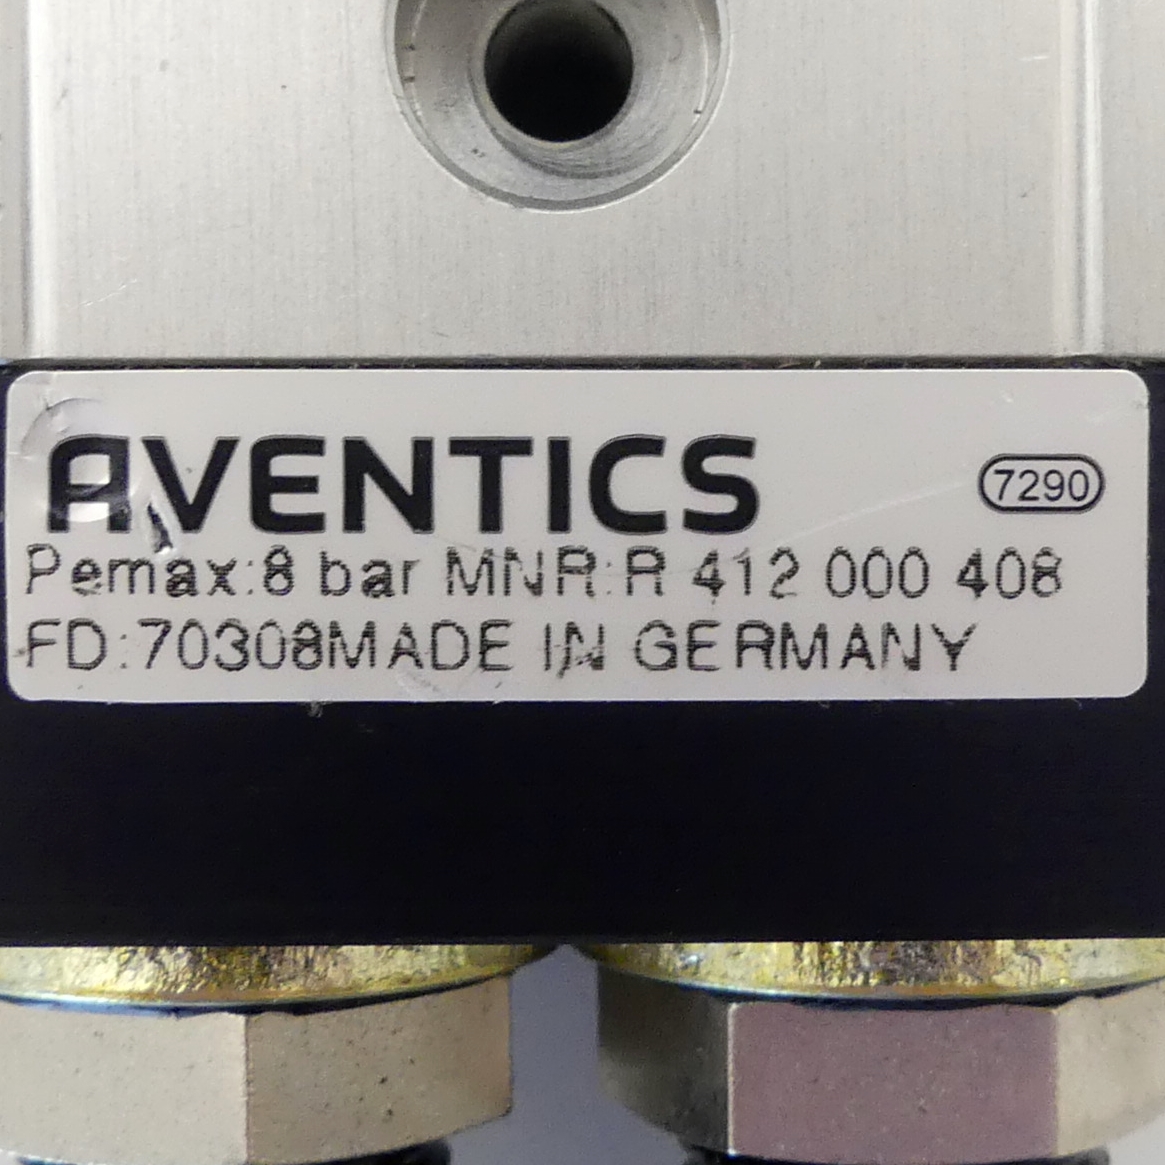 AVENTICS 7290
Pemax:8 bar MNR:R 412 000 408
FD:70308MADE IN GERMANY